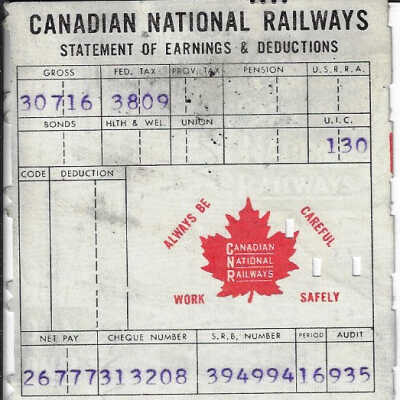 CANADIAN NATIONAL RAILWAYS
STATEMENT OF EARNINGS & DEDUCTIONS
GROSS FED. TAX PROV. TAX PENSION U.S.R.R.A.
30716 3809
BONDS HLTH & WEL. UNION U.I.C.
130
CODE DEDUCTION
ALWAYS BE CAREFUL
CANADIAN
NATIONAL
RAILWAYS
WORK SAFELY
NET PAY CHEQUE NUMBER S.R.B. NUMBER PERIOD AUDIT
26777 313208 394994 16 935